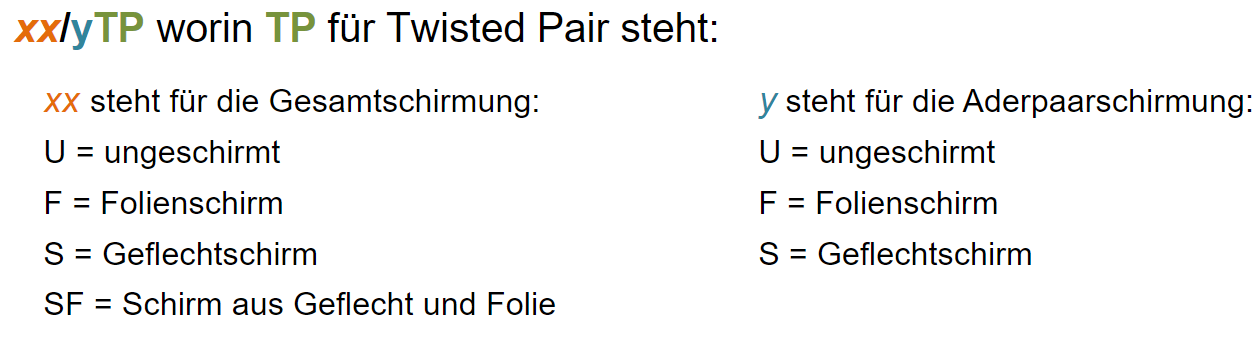 xx/yTP worin TP für Twisted Pair steht:
xx steht für die Gesamtschirmung:
U = ungeschirmt
F = Folienschirm
S = Geflechtschirm
SF = Schirm aus Geflecht und Folie
y steht für die Aderpaarschirmung:
U = ungeschirmt
F = Folienschirm
S = Geflechtschirm